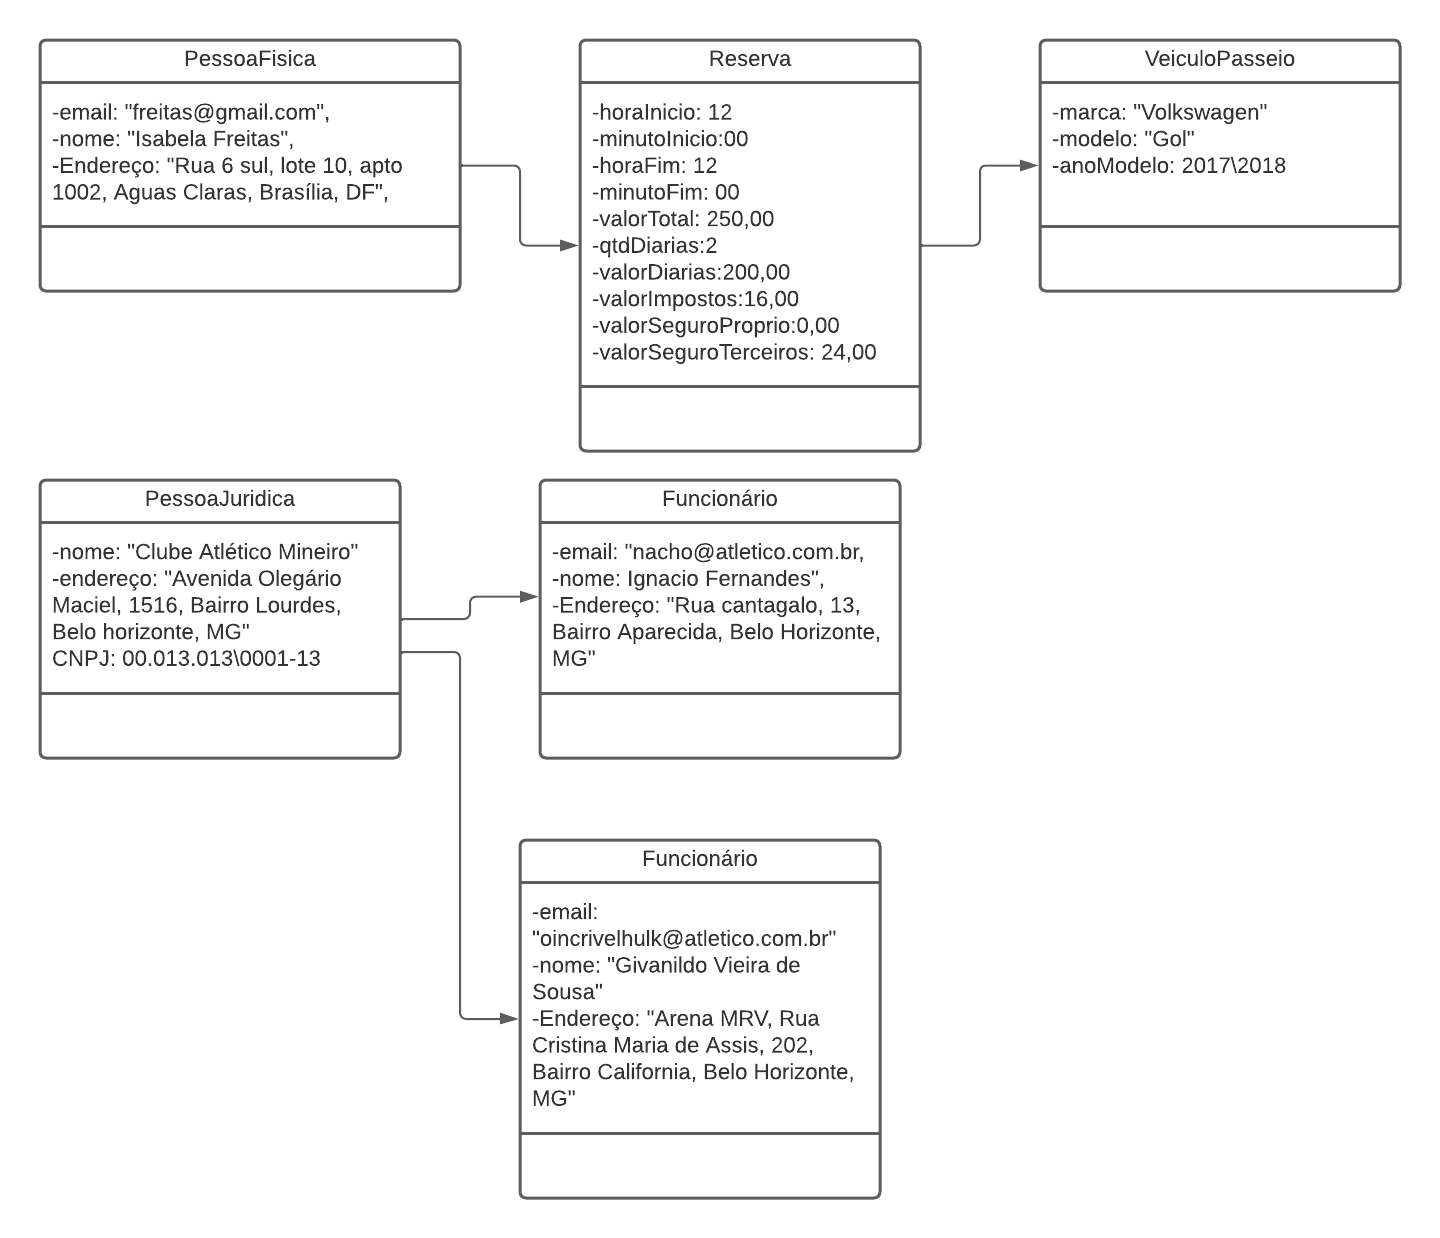 PessoaFisica
-email: "freitas@gmail.com",
-nome: "Isabela Freitas",
-Endereço: "Rua 6 sul, lote 10, apto
1002, Aguas Claras, Brasília, DF",
Reserva
-horaInicio: 12
-minutoInicio:00
-horaFim: 12
-minutoFim: 00
-valorTotal: 250,00
-qtdDiarias:2
-valorDiarias:200,00
-valorImpostos:16,00
-valorSeguroProprio:0,00
-valorSeguroTerceiros: 24,00
VeiculoPasseio
-marca: "Volkswagen"
-modelo: "Gol"
-anoModelo: 2017\2018
PessoaJuridica
-nome: "Clube Atlético Mineiro"
-endereço: "Avenida Olegário
Maciel, 1516, Bairro Lourdes,
Belo horizonte, MG"
CNPJ: 00.013.013\0001-13
Funcionário
-email: "nacho@atletico.com.br,
-nome: Ignacio Fernandes",
-Endereço: "Rua cantagalo, 13,
Bairro Aparecida, Belo Horizonte,
MG"
Funcionário
-email:
"oincrivelhulk@atletico.com.br"
-nome: "Givanildo Vieira de
Sousa"
-Endereço: "Arena MRV, Rua
Cristina Maria de Assis, 202,
Bairro California, Belo Horizonte,
MG"